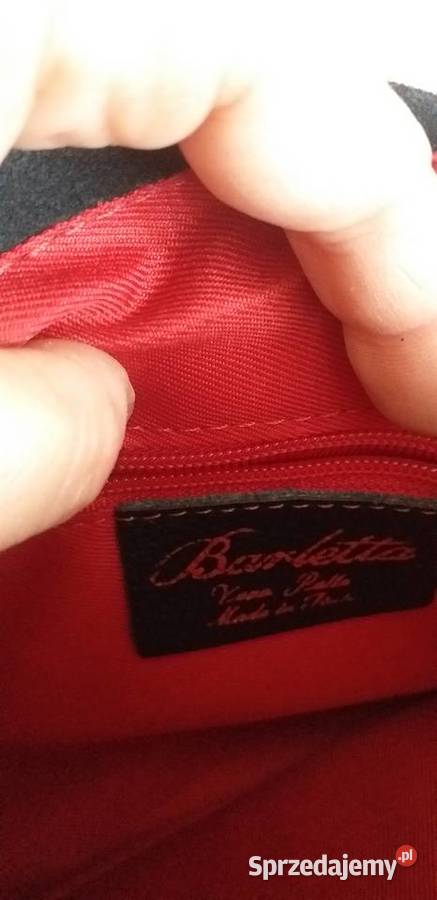 Barletta
Vera Pelle
Made in Italy
Sprzedajemy.pl